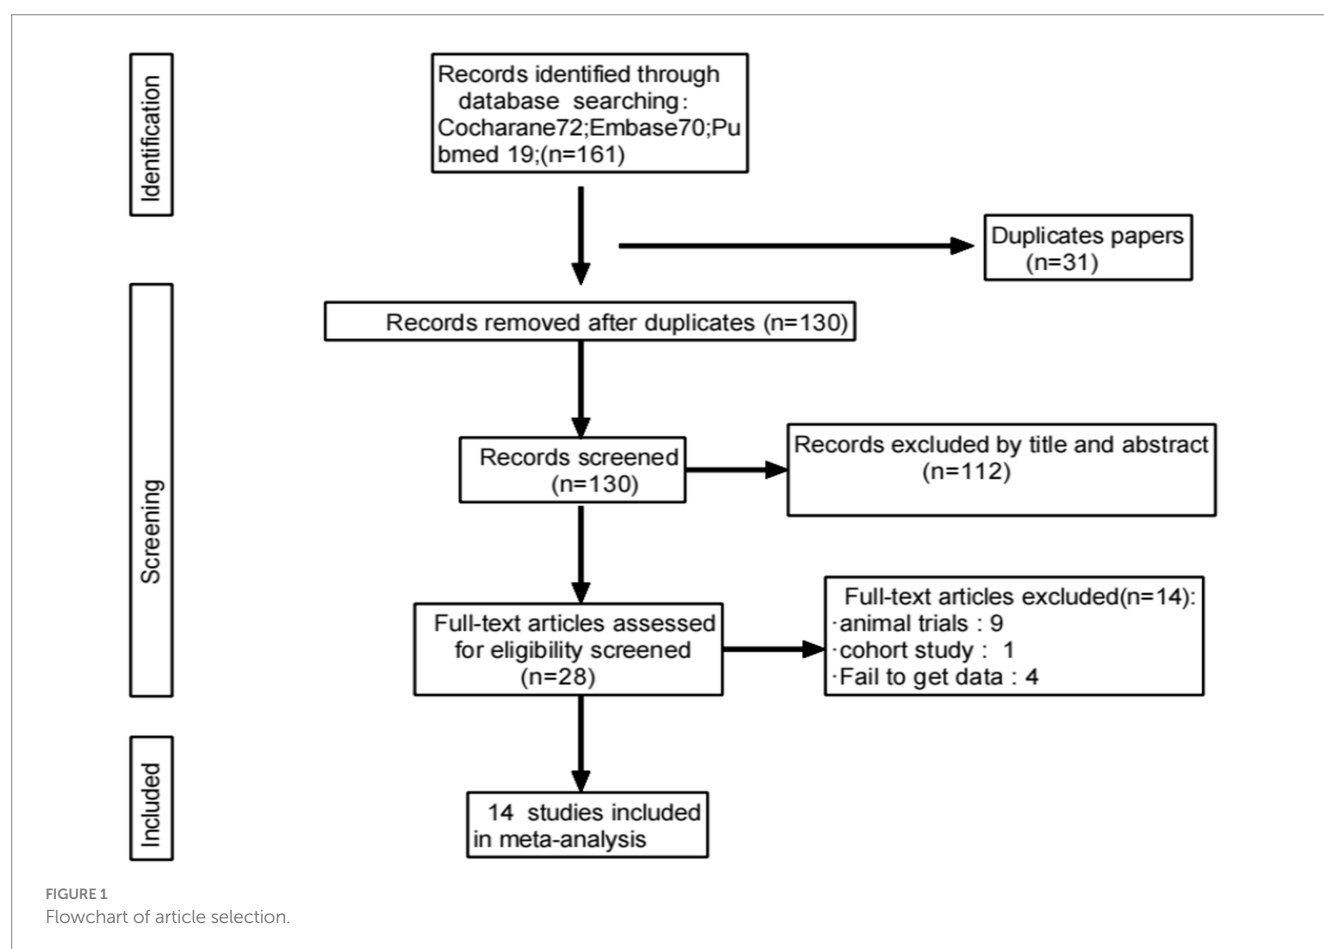 Identification
Records identified through
database searching:
Cocharane72;Embase70;Pu
bmed 19;(n=161)
Duplicates papers
(n=31)
Screening
Records removed after duplicates (n=130)
Records screened
(n=130)
Records excluded by title and abstract
(n=112)
Full-text articles assessed
for eligibility screened
(n=28)
Full-text articles excluded(n=14):
·animal trials : 9
·cohort study : 1
·Fail to get data : 4
Included
14 studies included
in meta-analysis
FIGURE 1
Flowchart of article selection.